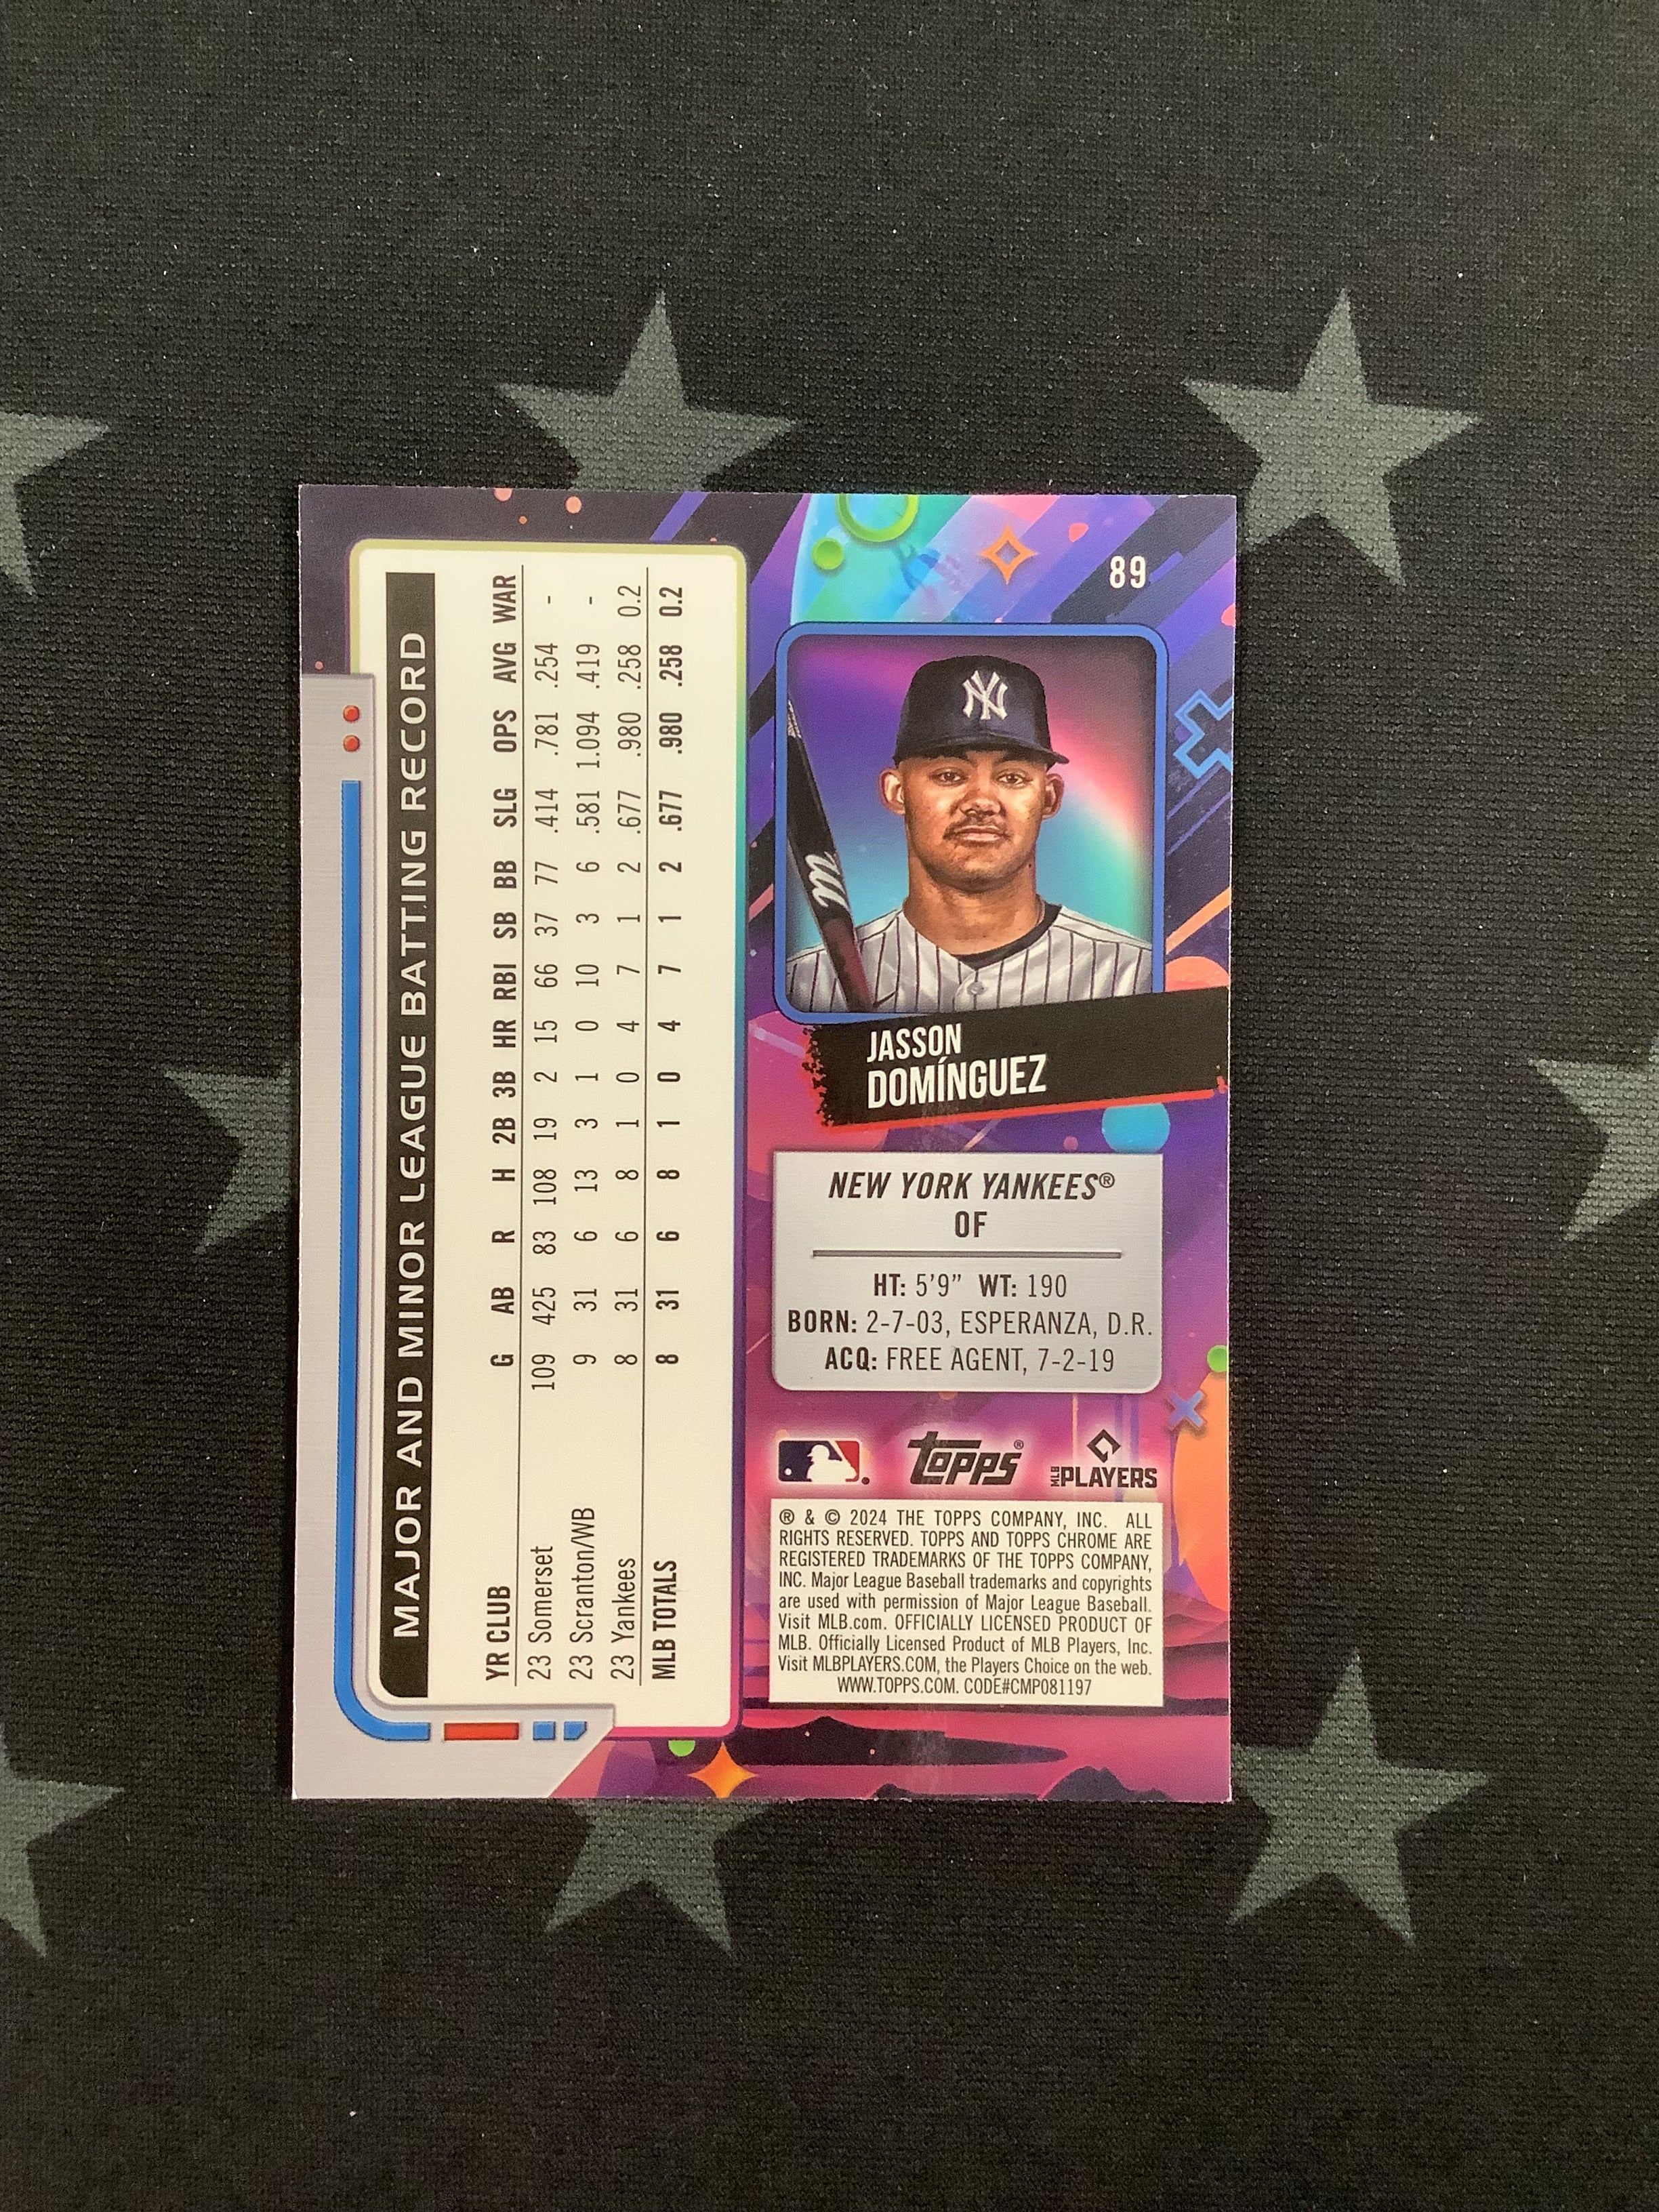 89
JASSON
DOMÍNGUEZ
NEW YORK YANKEES®
OF
HT: 5'9" WT: 190
BORN: 2-7-03, ESPERANZA, D.R.
ACQ: FREE AGENT, 7-2-19
topps®
MLB PLAYERS
® & © 2024 THE TOPPS COMPANY, INC. ALL
RIGHTS RESERVED. TOPPS AND TOPPS CHROME ARE
REGISTERED TRADEMARKS OF THE TOPPS COMPANY,
INC. Major League Baseball trademarks and copyrights
are used with permission of Major League Baseball.
Visit MLB.com. OFFICIALLY LICENSED PRODUCT OF
MLB. Officially Licensed Product of MLB Players, Inc.
Visit MLBPLAYERS.COM, the Players Choice on the web.
WWW.TOPPS.COM. CODE#CMP081197
MAJOR AND MINOR LEAGUE BATTING RECORD
YR CLUB G AB R H 2B 3B HR RBI SB BB SLG OPS AVG WAR
23 Somerset 109 425 83 108 19 2 15 66 37 77 .414 .781 .254 -
23 Scranton/WB 9 31 6 13 3 1 0 10 3 6 .581 1.094 .419 -
23 Yankees 8 31 6 8 1 0 4 7 1 2 .677 .980 .258 0.2
MLB TOTALS 8 31 6 8 1 0 4 7 1 2 .677 .980 .258 0.2
NY